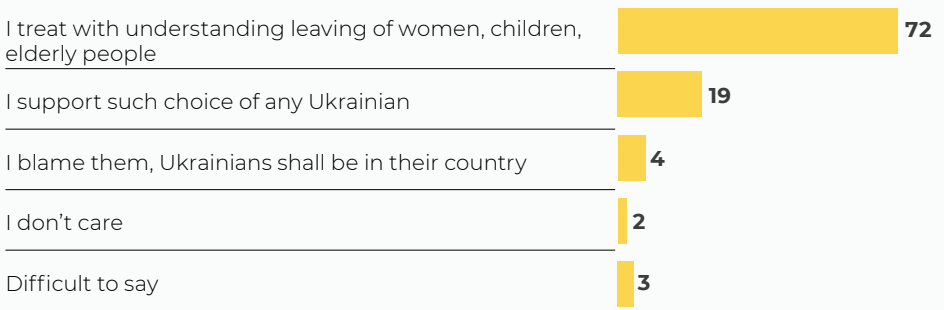 I treat with understanding leaving of women, children,
elderly people
72
I support such choice of any Ukrainian
19
I blame them, Ukrainians shall be in their country
4
I don’t care
2
Difficult to say
3